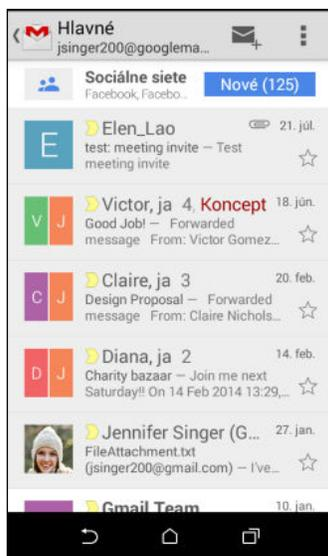 Hlavné
jsinger200@googlema...
Sociálne siete
Facebook, Facebo...
Nové (125)
E
Elen_Lao
21. júl.
test: meeting invite – Test
meeting invite
V J
Victor, ja 4, Koncept
18. jún.
Good Job! – Forwarded
message From: Victor Gomez...
C J
Claire, ja 3
20. feb.
Design Proposal – Forwarded
message From: Claire Nichols...
D J
Diana, ja 2
14. feb.
Charity bazaar – Join me next
Saturday!! On 14 Feb 2014 13:29,...
Jennifer Singer (G...
27. jan.
FileAttachment.txt
(jsinger200@gmail.com) – I've...
Gmail Team
10. jan.